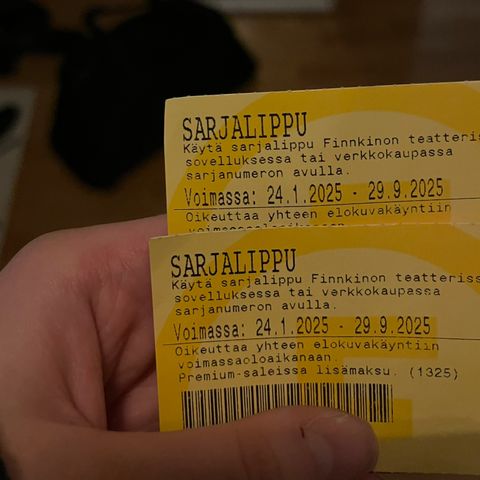 SARJALIPPU
Käytä sarjalippu Finnkinon
sovelluksessa tai verkkokaupassa
sarjanumeron avulla.
Voimassa: 24.1.2025 - 29.9.2025
Oikeuttaa yhteen elokuvakäyntiin
voimassaoloaikanaan.
SARJALIPPU
Käytä sarjalippu Finnkinon
sovelluksessa tai verkkokaupassa
sarjanumeron avulla.
Voimassa: 24.1.2025 - 29.9.2025
Oikeuttaa yhteen elokuvakäyntiin
voimassaoloaikanaan.
Premium-saleissa lisämaksu. (1325)